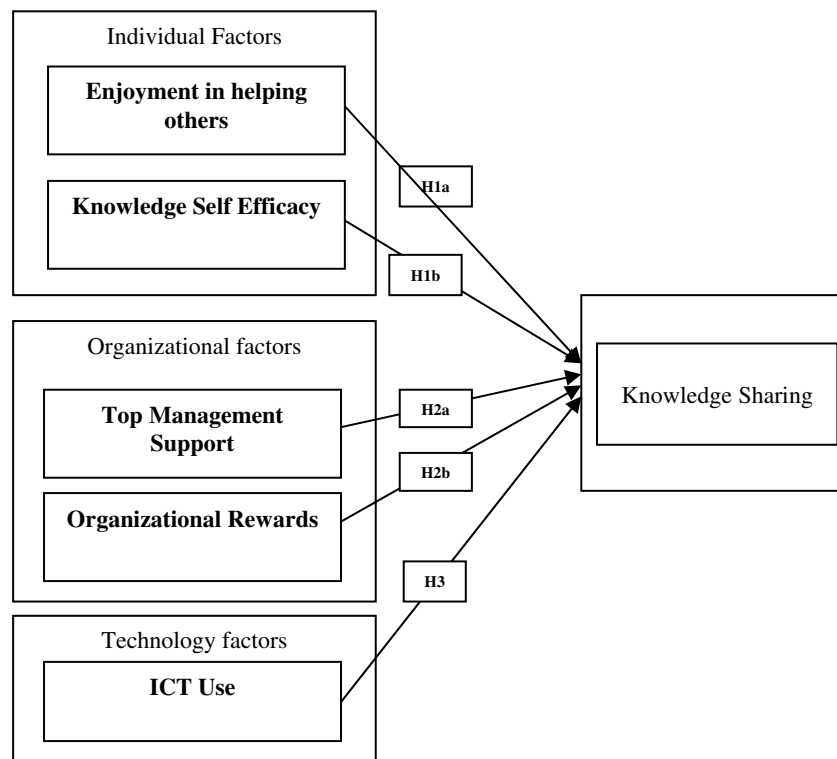 Individual Factors
Enjoyment in helping
others
H1a
Knowledge Self Efficacy
H1b
Organizational factors
Top Management
Support
H2a
Organizational Rewards
H2b
Knowledge Sharing
H3
Technology factors
ICT Use